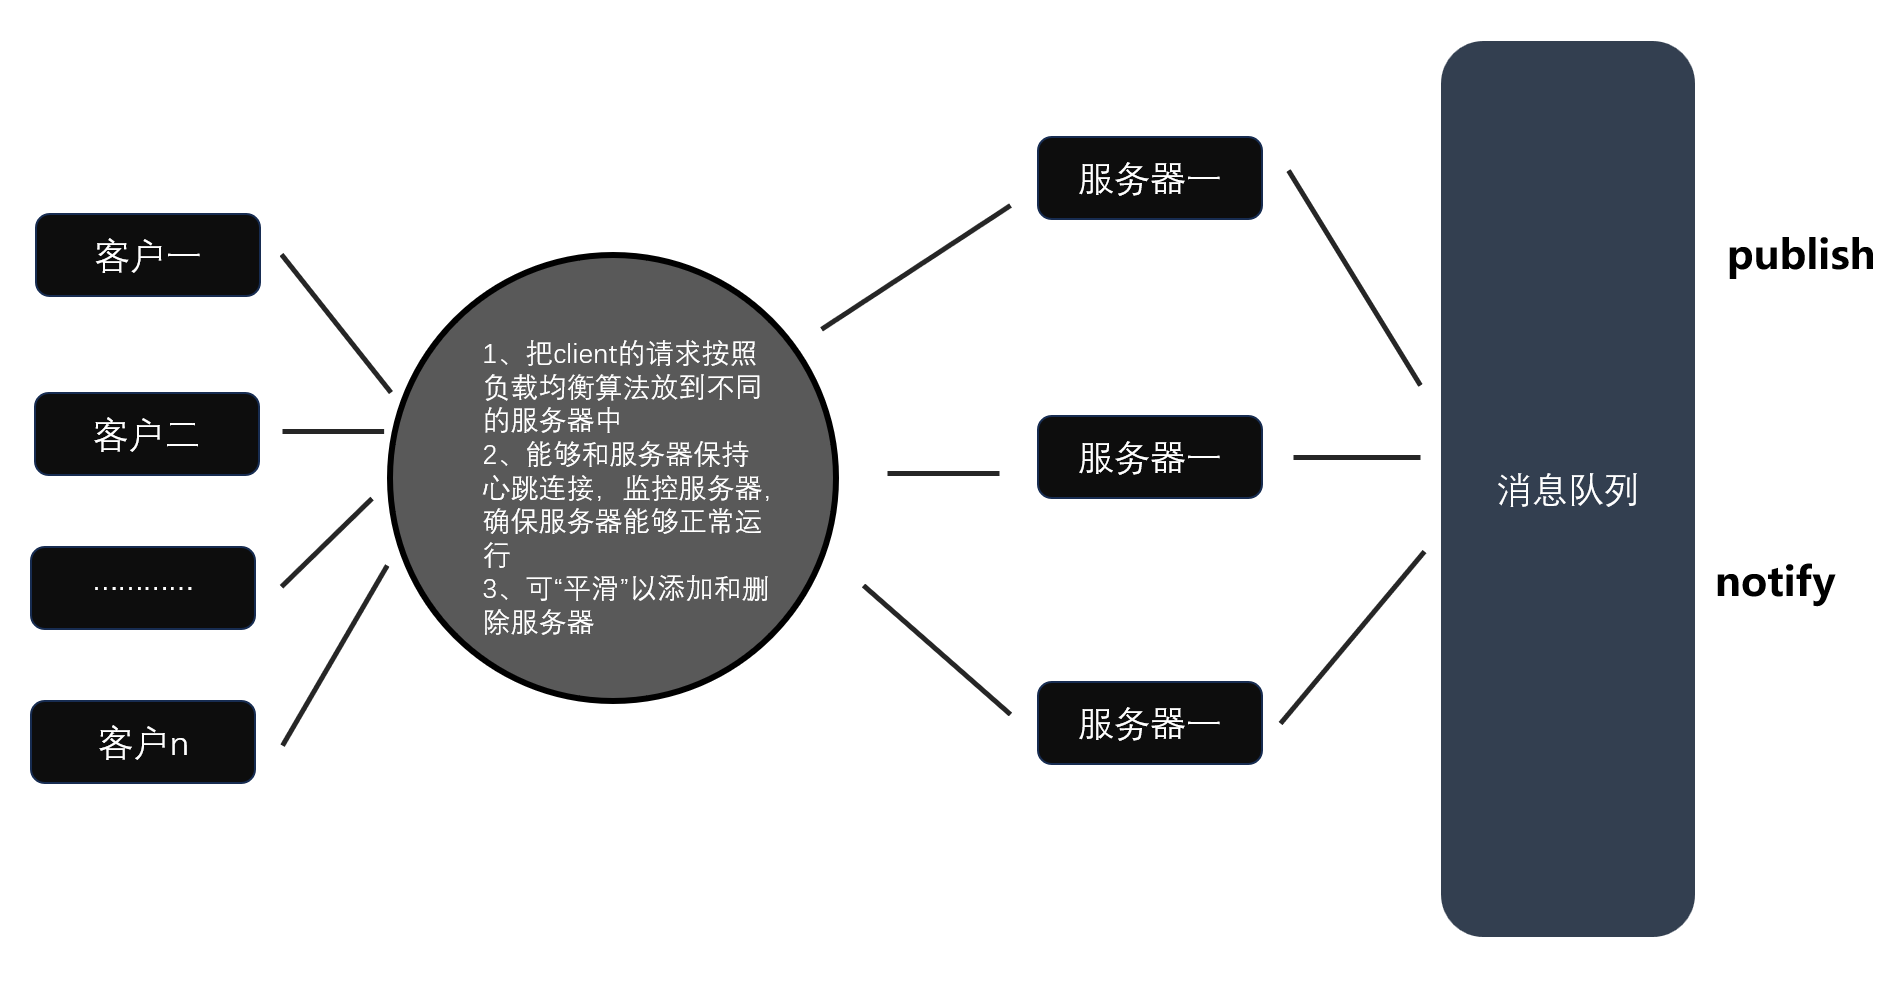 客户一
客户二
…………
客户n
1、把client的请求按照
负载均衡算法放到不同
的服务器中
2、能够和服务器保持
心跳连接，监控服务器，
确保服务器能够正常运
行
3、可“平滑”以添加和删
除服务器
服务器一
服务器一
服务器一
消息队列
publish
notify